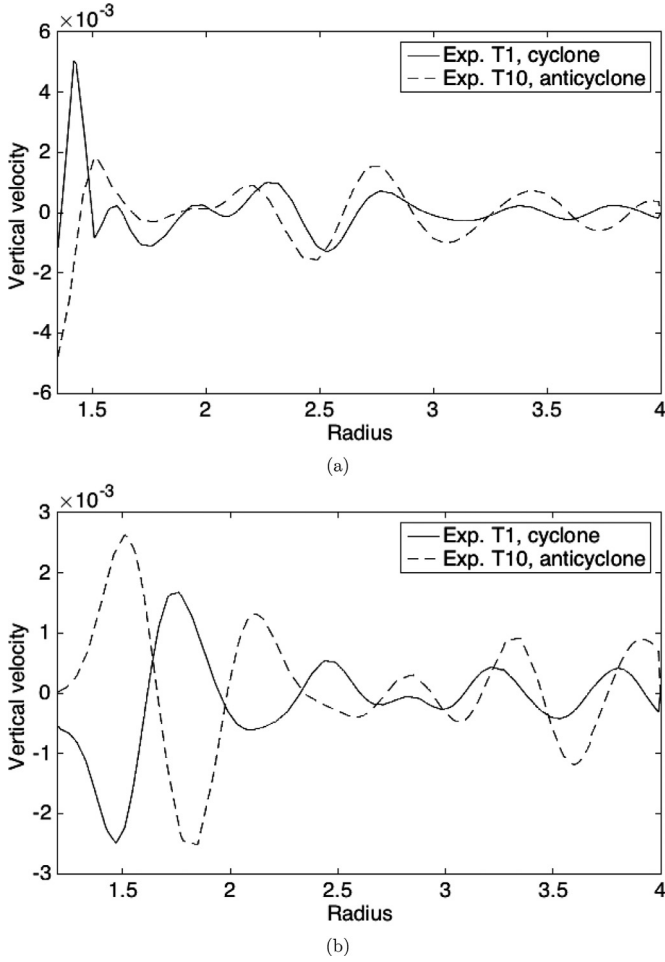 ×10⁻³
6
4
2
0
-2
-4
-6
Vertical velocity
Exp. T1, cyclone
Exp. T10, anticyclone
1.5 2 2.5 3 3.5 4
Radius
(a)
×10⁻³
3
2
1
0
-1
-2
-3
Vertical velocity
Exp. T1, cyclone
Exp. T10, anticyclone
1.5 2 2.5 3 3.5 4
Radius
(b)